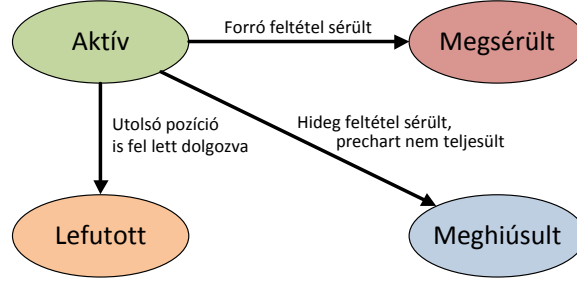 Aktív
Forró feltétel sérült
Megsérült
Utolsó pozíció
is fel lett dolgozva
Hideg feltétel sérült,
prechart nem teljesült
Lefutott
Meghiúsult